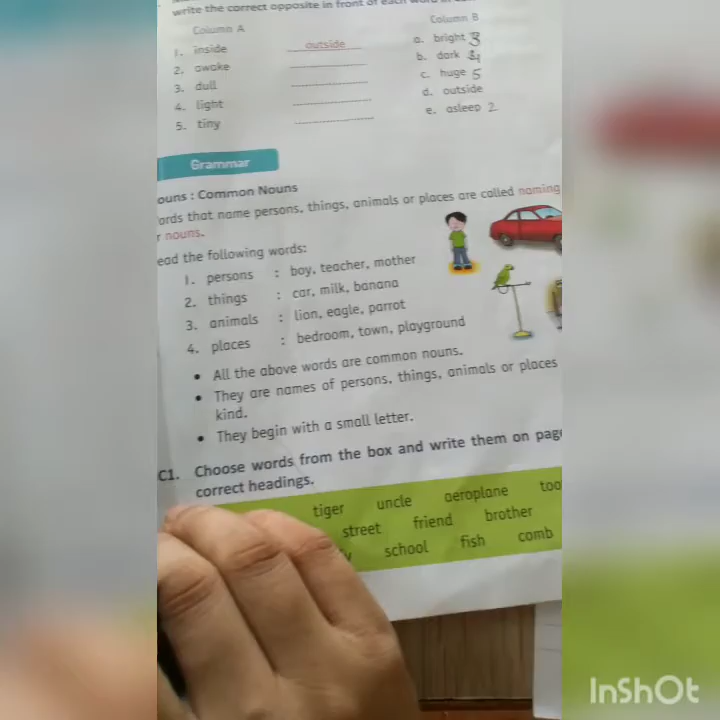 write the correct opposite in front of each word
Column A
Column B
1. inside outside a. bright 3
2. awake b. dark 4
3. dull c. huge 5
4. light d. outside
5. tiny e. asleep 2
Grammar
ouns : Common Nouns
ords that name persons, things, animals or places are called naming
r nouns.
ead the following words:
1. persons : boy, teacher, mother
2. things : car, milk, banana
3. animals : lion, eagle, parrot
4. places : bedroom, town, playground
• All the above words are common nouns.
• They are names of persons, things, animals or places
kind.
• They begin with a small letter.
C1. Choose words from the box and write them on pag
correct headings.
tiger uncle aeroplane too
street friend brother
y school fish comb
InShOt